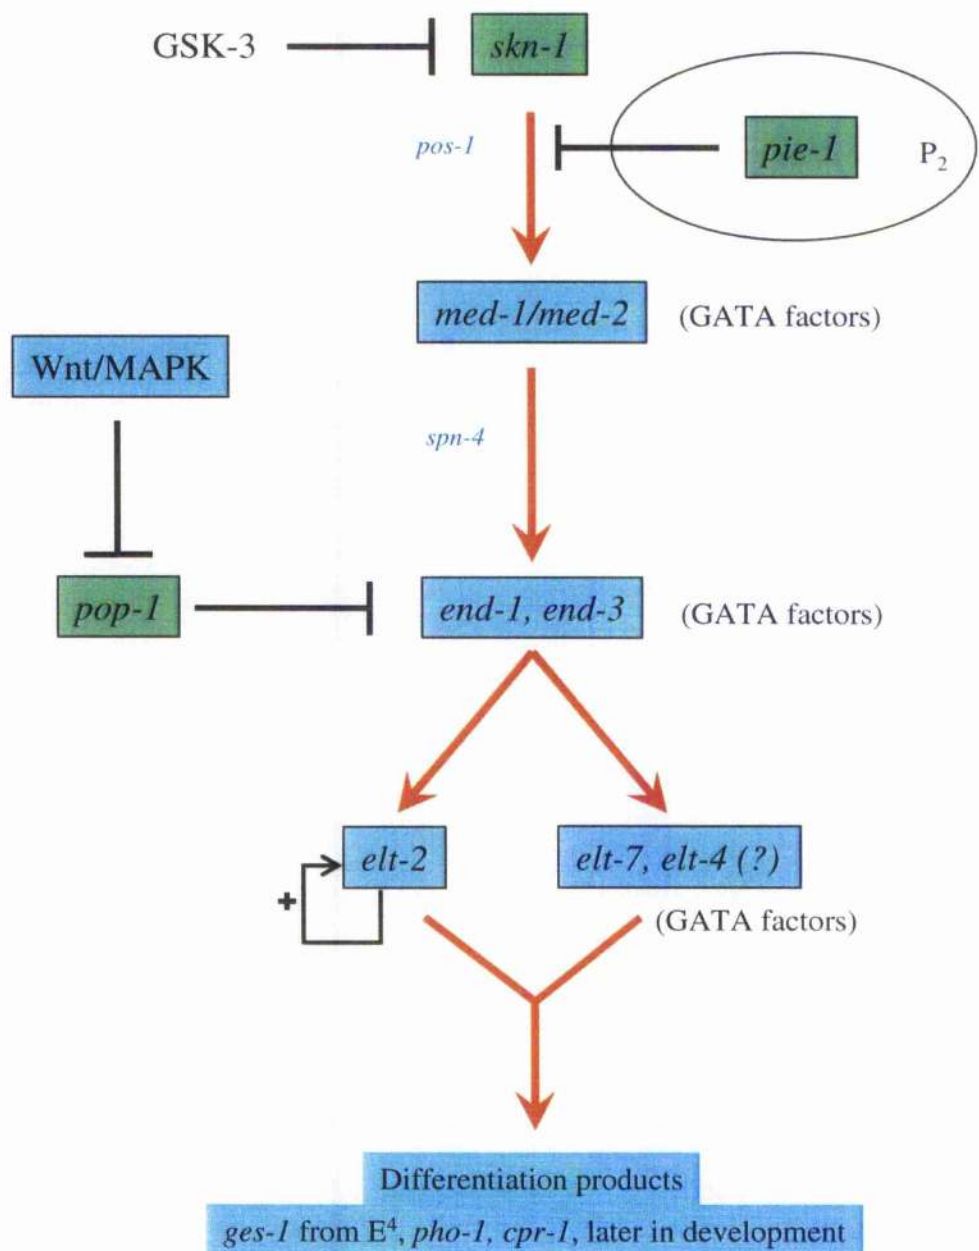 GSK-3
skn-1
pos-1
pie-1
P₂
med-1/med-2
(GATA factors)
Wnt/MAPK
spn-4
pop-1
end-1, end-3
(GATA factors)
elt-2
elt-7, elt-4 (?)
+
(GATA factors)
Differentiation products
ges-1 from E⁴, pho-1, cpr-1, later in development